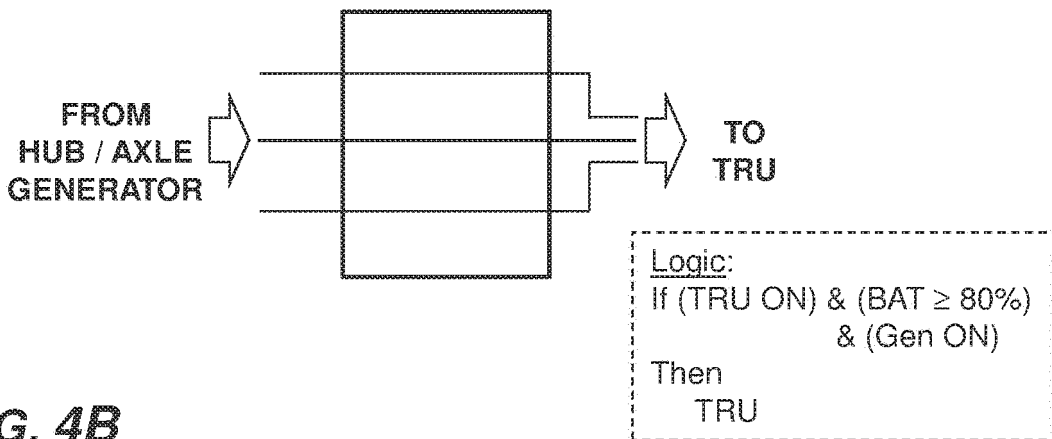 FROM
HUB / AXLE
GENERATOR
TO
TRU
Logic:
If (TRU ON) & (BAT ≥ 80%)
& (Gen ON)
Then
TRU
G. 4B